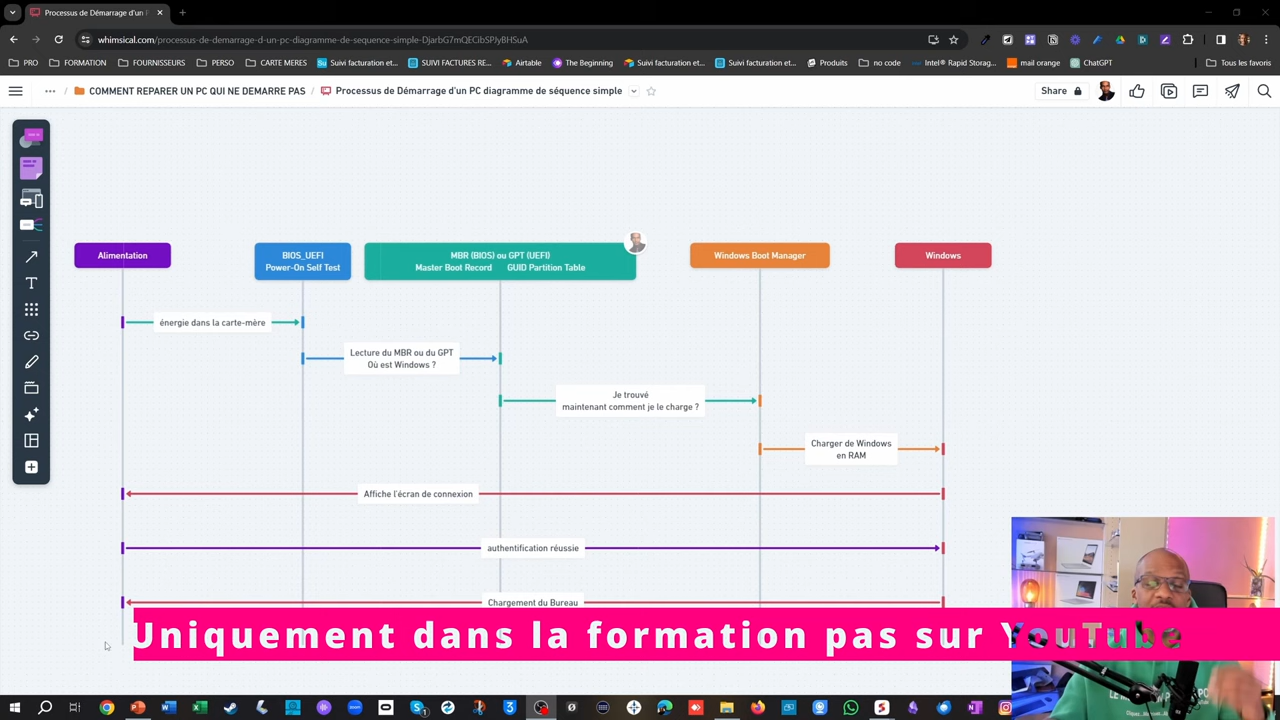 Processus de Démarrage d'un F
whimsical.com/processus-de-demarrage-d-un-pc-diagramme-de-sequence-simple-DjarbG7mQECibSPJyBHSuA
PRO
FORMATION
FOURNISSEURS
PERSO
CARTE MERES
Suivi facturation et...
SUIVI FACTURES RE...
Airtable
The Beginning
Suivi facturation et...
Suivi facturation et...
Produits
no code
Intel® Rapid Storag...
mail orange
ChatGPT
Tous les favoris
... / COMMENT REPARER UN PC QUI NE DEMARRE PAS / Processus de Démarrage d'un PC diagramme de séquence simple
Share
Alimentation
BIOS_UEFI
Power-On Self Test
MBR (BIOS) ou GPT (UEFI)
Master Boot Record GUID Partition Table
Windows Boot Manager
Windows
énergie dans la carte-mère
Lecture du MBR ou du GPT
Où est Windows ?
Je trouvé
maintenant comment je le charge ?
Charger de Windows
en RAM
Affiche l'écran de connexion
authentification réussie
Chargement du Bureau
Uniquement dans la formation pas sur YouTube